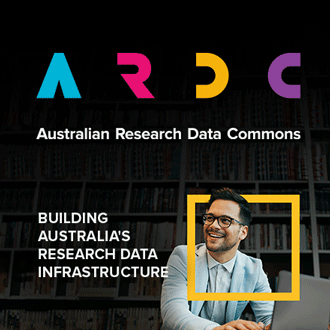 ARDC
Australian Research Data Commons
BUILDING
AUSTRALIA'S
RESEARCH DATA
INFRASTRUCTURE